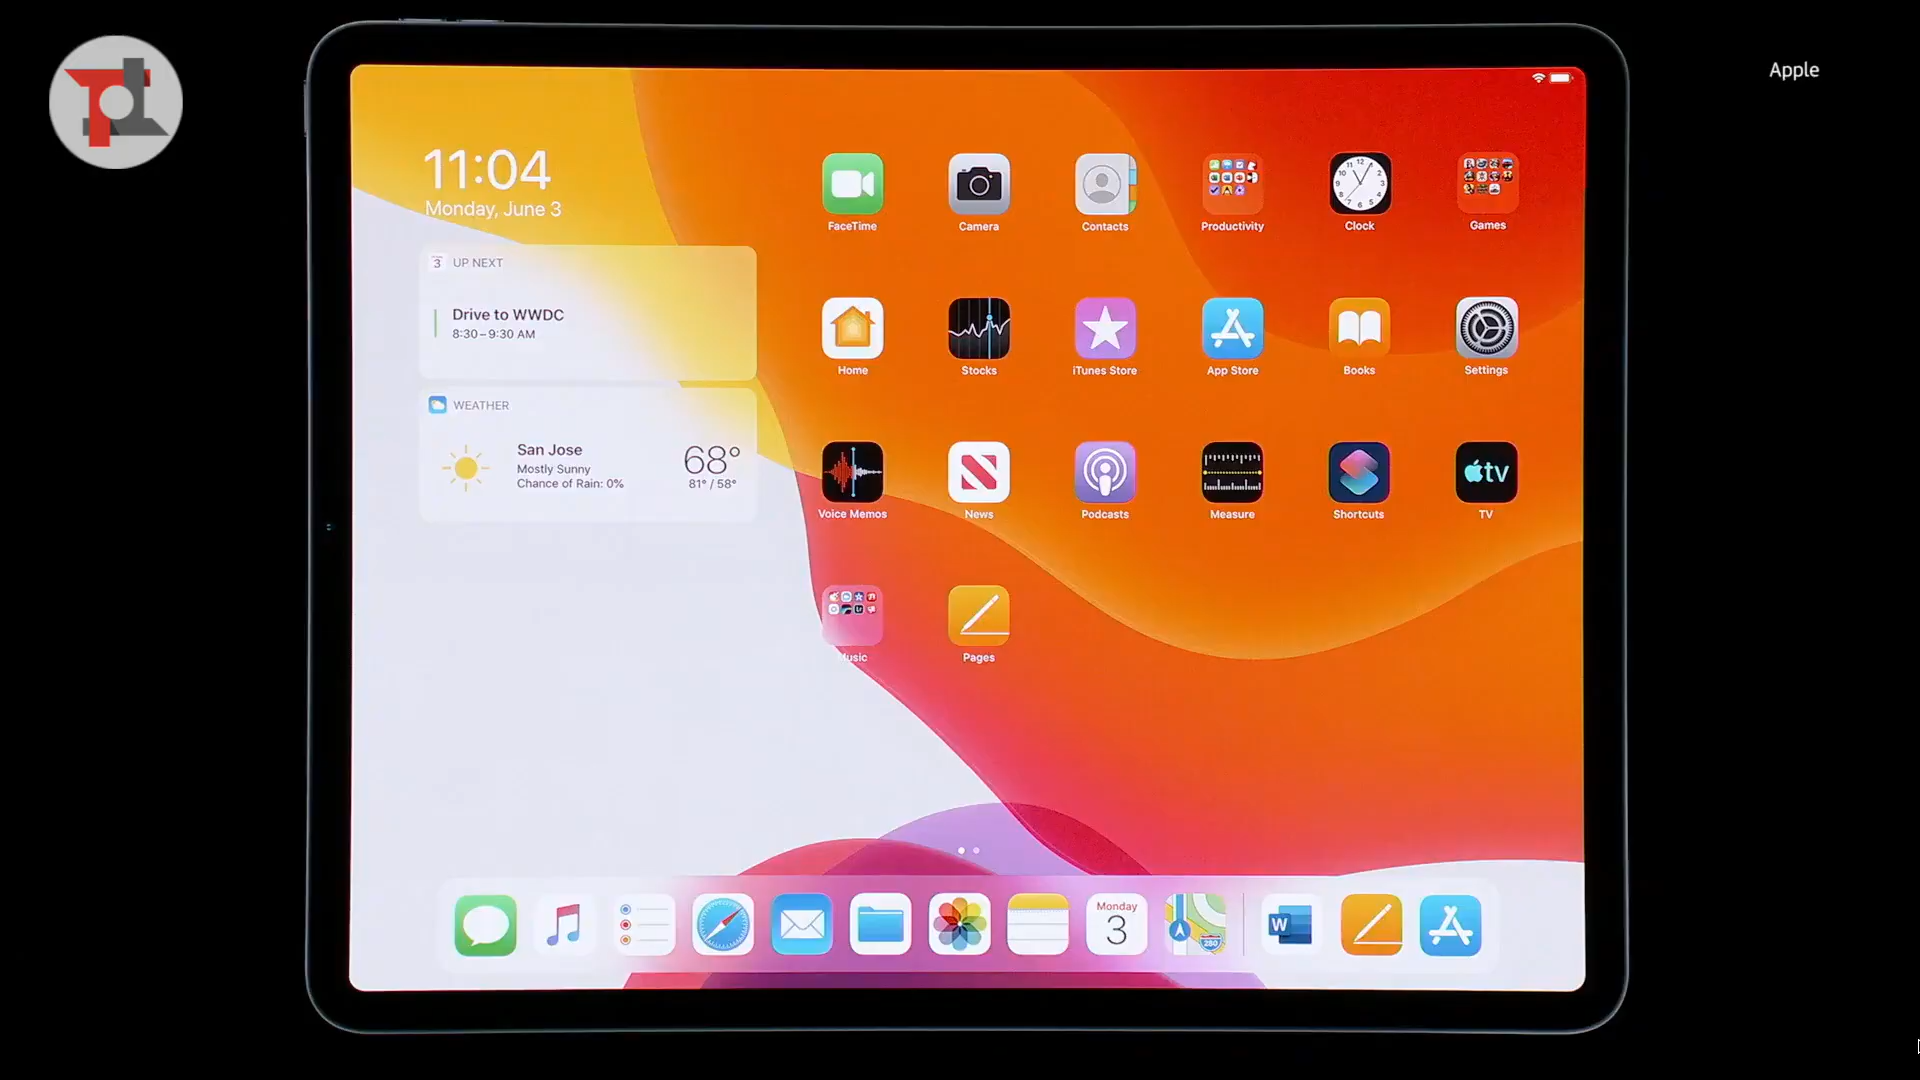 Apple
11:04
Monday, June 3
3 UP NEXT
Drive to WWDC
8:30–9:30 AM
WEATHER
San Jose
Mostly Sunny
Chance of Rain: 0%
68°
81° / 58°
FaceTime
Camera
Contacts
Productivity
Clock
Games
Home
Stocks
iTunes Store
App Store
Books
Settings
Voice Memos
News
Podcasts
Measure
Shortcuts
tv
TV
Music
Pages
Monday
3
280
W